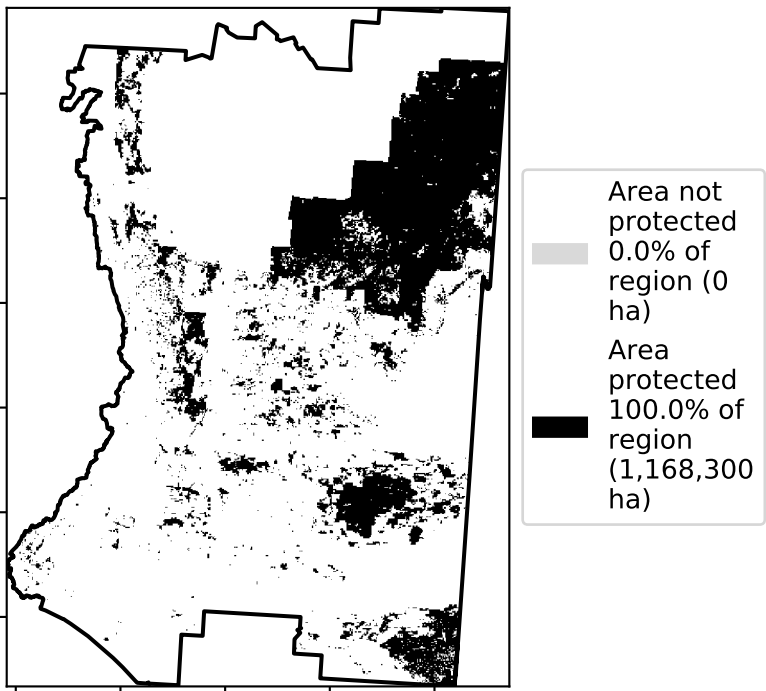 Area not
protected
0.0% of
region (0
ha)
Area
protected
100.0% of
region
(1,168,300
ha)